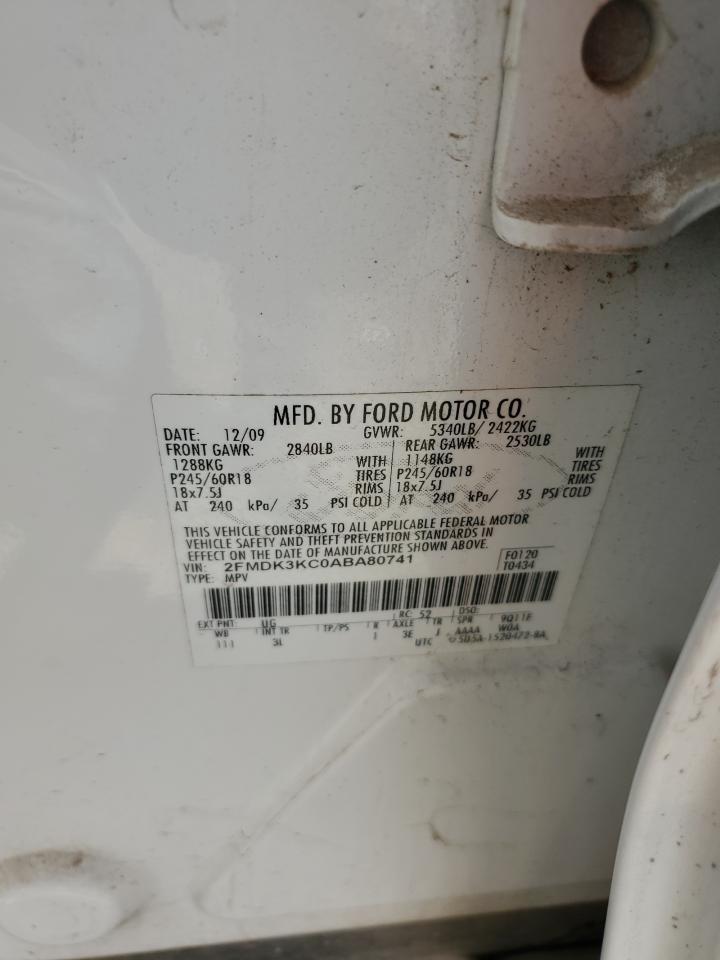 MFD. BY FORD MOTOR CO.
DATE: 12/09 GVWR: 5340LB/ 2422KG
FRONT GAWR: 2840LB REAR GAWR: 2530LB
1288KG WITH 1148KG WITH
P245/60R18 TIRES P245/60R18 TIRES
18x7.5J RIMS 18x7.5J RIMS
AT 240 kPa/ 35 PSI COLD AT 240 kPa/ 35 PSI COLD
THIS VEHICLE CONFORMS TO ALL APPLICABLE FEDERAL MOTOR
VEHICLE SAFETY AND THEFT PREVENTION STANDARDS IN
EFFECT ON THE DATE OF MANUFACTURE SHOWN ABOVE.
VIN: 2FMDK3KC0ABA80741 F0120
TYPE: MPV T0434
EXT PNT: UG RC: 52 DSO:
WB INT TR TP/PS R AXLE TR SPR 9011E
111 3L 1 3E J AAAA W0A
UTC